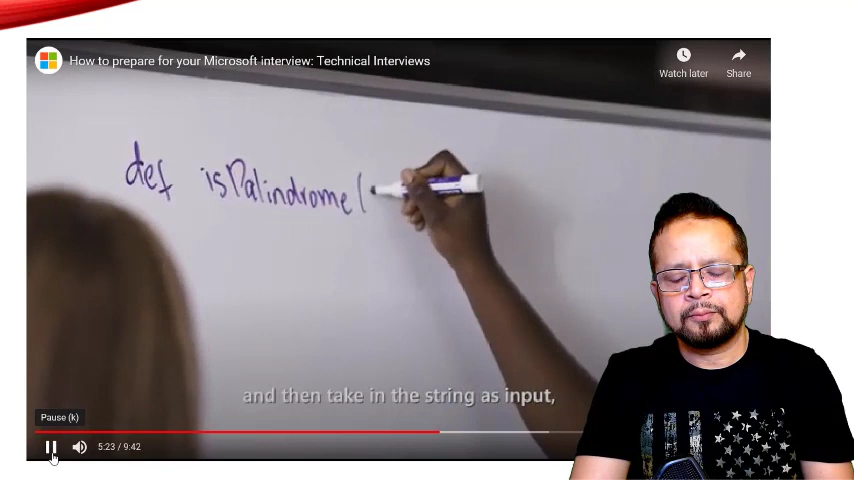 How to prepare for your Microsoft interview: Technical Interviews
Watch later
Share
def isPalindrome(
and then take in the string as input,
Pause (k)
5:23 / 9:42